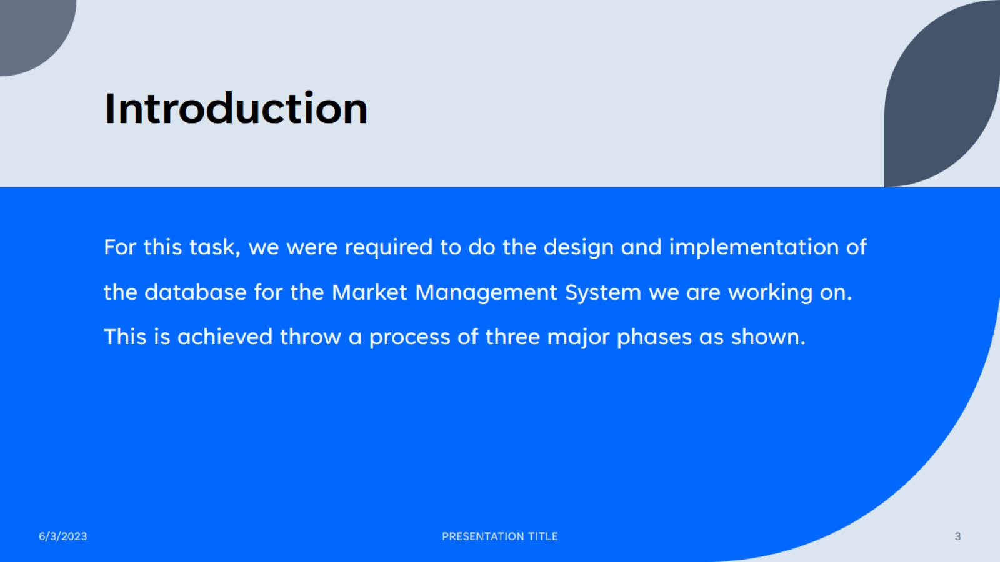 Introduction
For this task, we were required to do the design and implementation of
the database for the Market Management System we are working on.
This is achieved throw a process of three major phases as shown.
6/3/2023
PRESENTATION TITLE
3